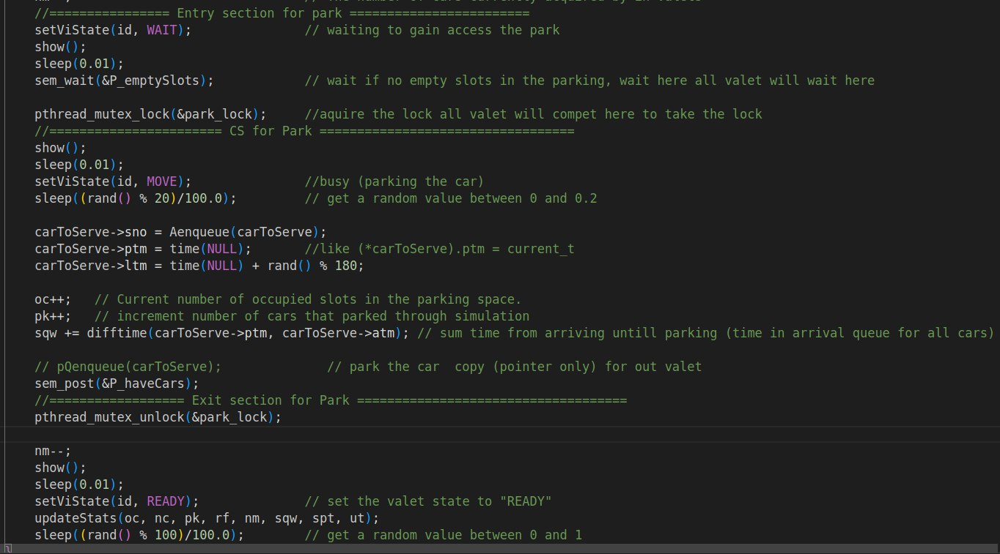 //================ Entry section for park ========================
setViState(id, WAIT);               // waiting to gain access the park
show();
sleep(0.01);
sem_wait(&P_emptySlots);            // wait if no empty slots in the parking, wait here all valet will wait here

pthread_mutex_lock(&park_lock);     //aquire the lock all valet will compet here to take the lock
//======================= CS for Park ==================================
show();
sleep(0.01);
setViState(id, MOVE);               //busy (parking the car)
sleep((rand() % 20)/100.0);         // get a random value between 0 and 0.2

carToServe->sno = Aenqueue(carToServe);
carToServe->ptm = time(NULL);       //like (*carToServe).ptm = current_t
carToServe->ltm = time(NULL) + rand() % 180;

oc++;   // Current number of occupied slots in the parking space.
pk++;   // increment number of cars that parked through simulation
sqw += difftime(carToServe->ptm, carToServe->atm); // sum time from arriving untill parking (time in arrival queue for all cars)

// pQenqueue(carToServe);              // park the car  copy (pointer only) for out valet
sem_post(&P_haveCars);
//================== Exit section for Park ====================================
pthread_mutex_unlock(&park_lock);

nm--;
show();
sleep(0.01);
setViState(id, READY);              // set the valet state to "READY"
updateStats(oc, nc, pk, rf, nm, sqw, spt, ut);
sleep((rand() % 100)/100.0);        // get a random value between 0 and 1